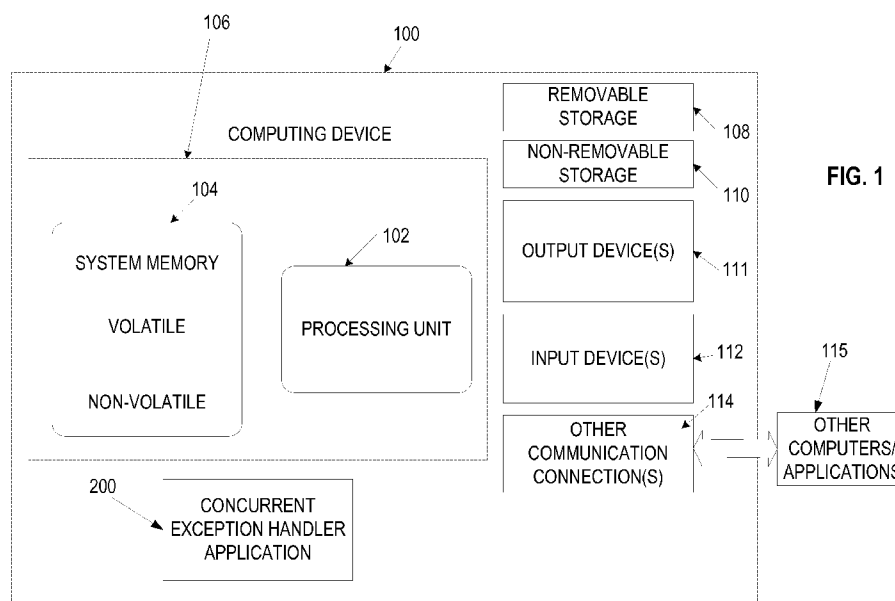 106
100
REMOVABLE
STORAGE
108
COMPUTING DEVICE
NON-REMOVABLE
STORAGE
110
FIG. 1
104
102
SYSTEM MEMORY
VOLATILE
NON-VOLATILE
PROCESSING UNIT
OUTPUT DEVICE(S)
111
INPUT DEVICE(S)
112
114
115
OTHER
COMMUNICATION
CONNECTION(S)
OTHER
COMPUTERS/
APPLICATIONS
200
CONCURRENT
EXCEPTION HANDLER
APPLICATION